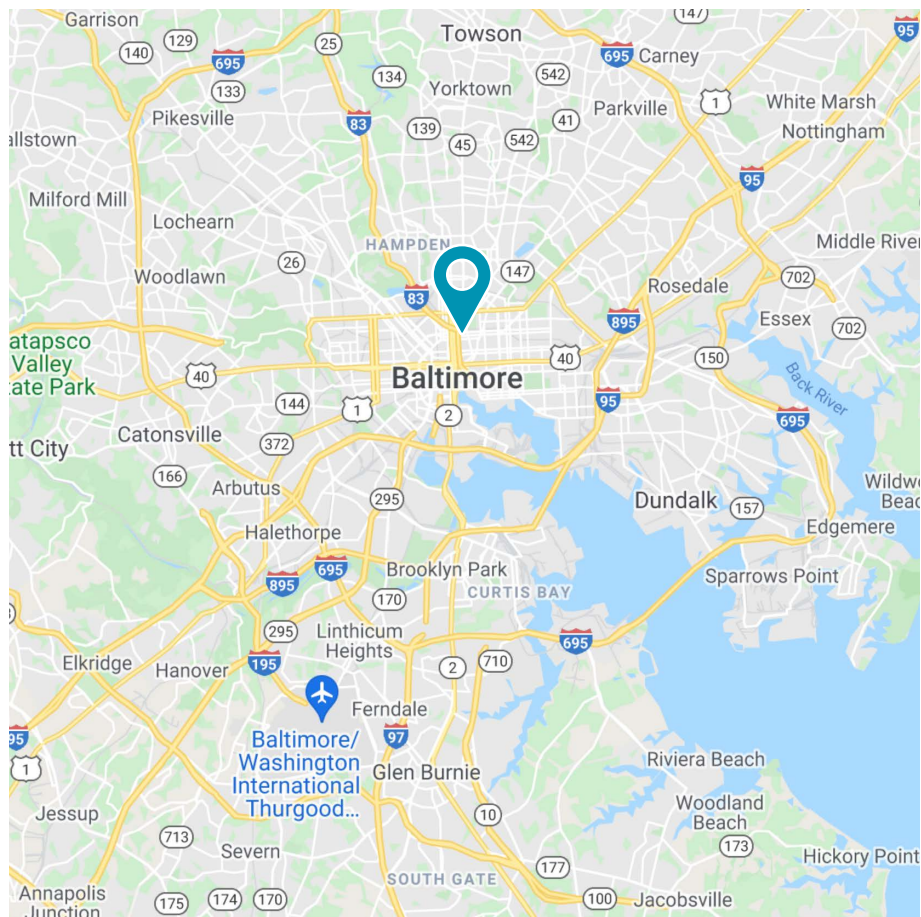 Garrison
Towson
147
95
140
129
25
695
695
Carney
133
134
542
Yorktown
1
White Marsh
Pikesville
83
139
542
41
Parkville
Nottingham
allstown
45
95
Milford Mill
Lochearn
HAMPDEN
Middle River
Woodlawn
26
147
702
83
Rosedale
895
Essex
702
atapsco
Valley
ate Park
40
150
40
Baltimore
Back River
144
1
2
95
695
tt City
Catonsville
372
166
Arbutus
295
Dundalk
157
Wildwo
Beac
Halethorpe
Edgemere
695
Brooklyn Park
Sparrows Point
895
170
CURTIS BAY
295
Linthicum
Heights
695
Elkridge
Hanover
195
2
710
Ferndale
95
97
Baltimore/
Washington
International
Thurgood...
1
Glen Burnie
Riviera Beach
Jessup
10
Woodland
Beach
713
173
Severn
Hickory Point
177
SOUTH GATE
Annapolis
Junction
175
174
170
100
Jacobsville